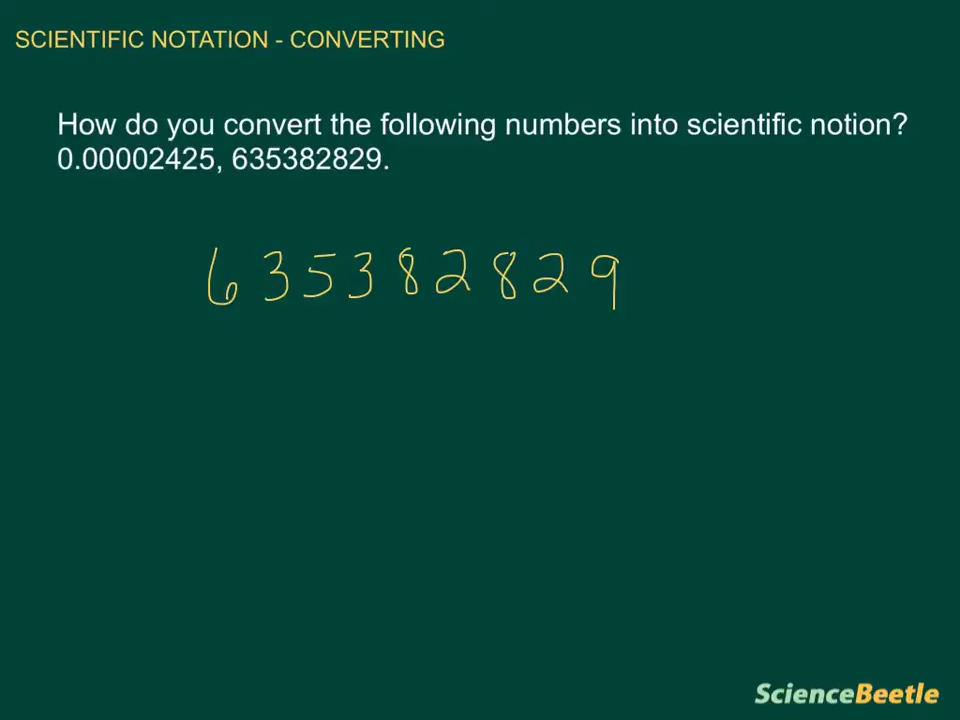 SCIENTIFIC NOTATION - CONVERTING
How do you convert the following numbers into scientific notion?
0.00002425, 635382829.
635382829
ScienceBeetle